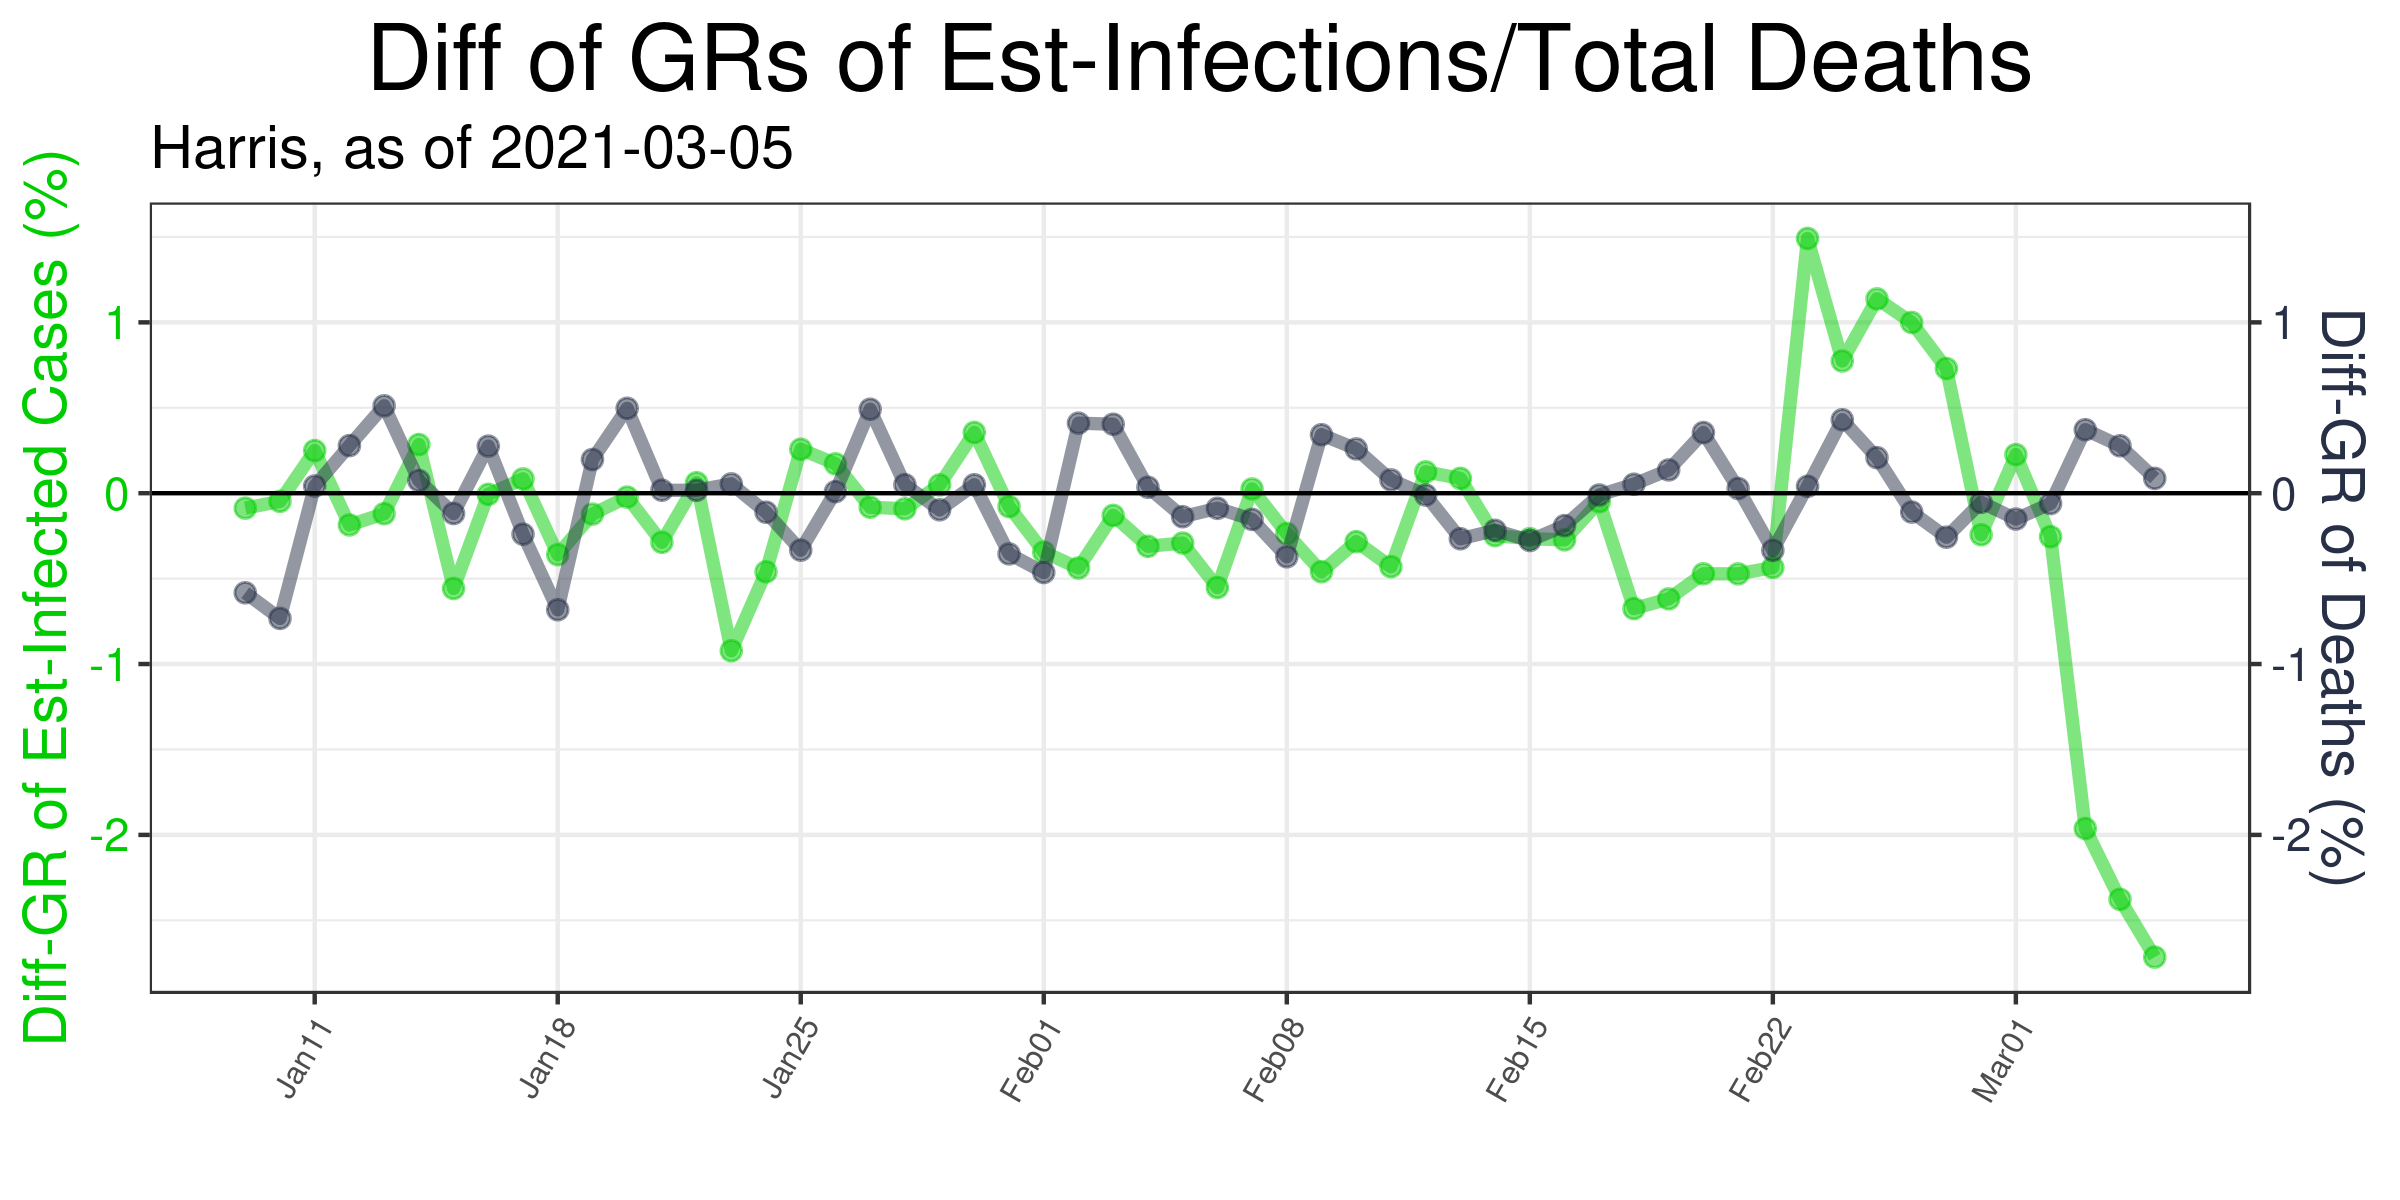 Diff of GRs of Est-Infections/Total Deaths
Harris, as of 2021-03-05
Diff-GR of Est-Infected Cases (%)
1
0
-1
-2
1
0
-1
-2
Diff-GR of Deaths (%)
Jan11
Jan18
Jan25
Feb01
Feb08
Feb15
Feb22
Mar01